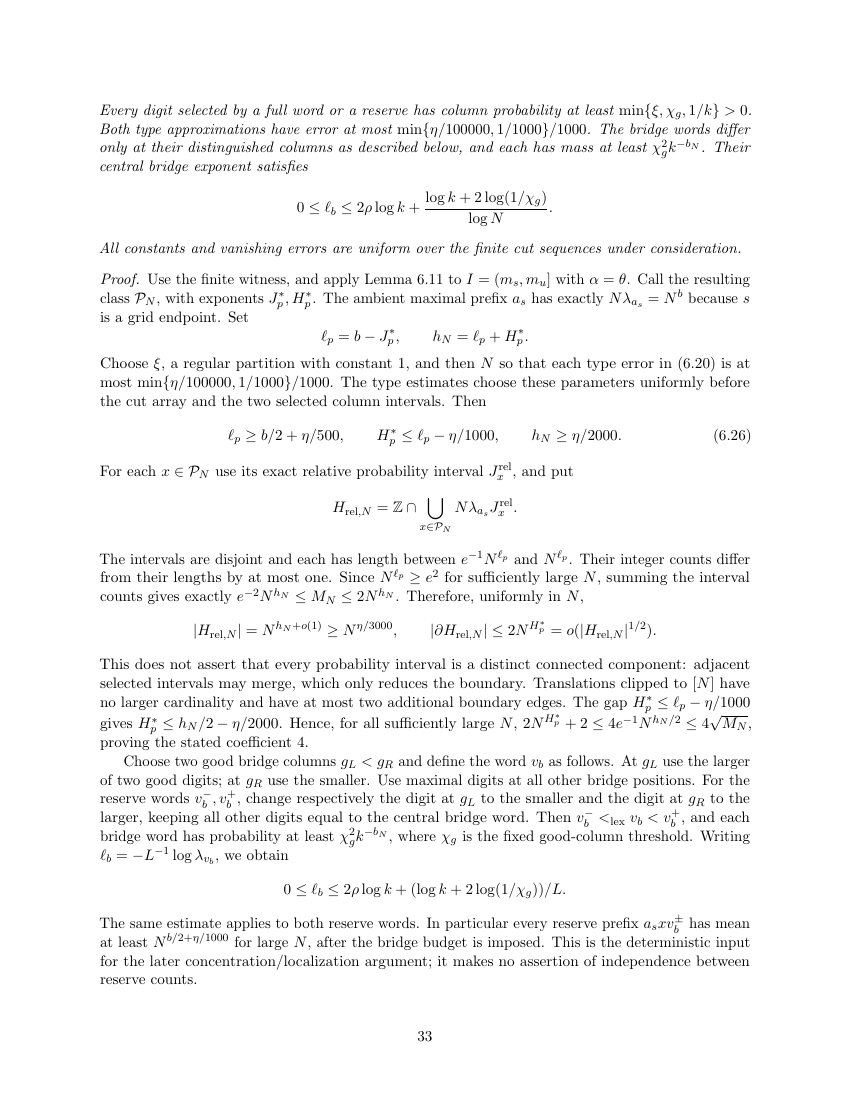 Every digit selected by a full word or a reserve has column probability at least min{ξ, χ_g, 1/k} > 0.
Both type approximations have error at most min{η/100000, 1/1000}/1000. The bridge words differ
only at their distinguished columns as described below, and each has mass at least χ_g^2 k^{-b_N}. Their
central bridge exponent satisfies
0 ≤ ℓ_b ≤ 2ρ log k + \frac{log k + 2 log(1/χ_g)}{log N}.
All constants and vanishing errors are uniform over the finite cut sequences under consideration.
Proof. Use the finite witness, and apply Lemma 6.11 to I = (m_s, m_u] with α = θ. Call the resulting
class 𝒫_N, with exponents J_p^*, H_p^*. The ambient maximal prefix a_s has exactly Nλ_{a_s} = N^b because s
is a grid endpoint. Set
ℓ_p = b − J_p^*, h_N = ℓ_p + H_p^*.
Choose ξ, a regular partition with constant 1, and then N so that each type error in (6.20) is at
most min{η/100000, 1/1000}/1000. The type estimates choose these parameters uniformly before
the cut array and the two selected column intervals. Then
ℓ_p ≥ b/2 + η/500, H_p^* ≤ ℓ_p − η/1000, h_N ≥ η/2000. (6.26)
For each x ∈ 𝒫_N use its exact relative probability interval J_x^{rel}, and put
H_{rel,N} = ℤ ∩ ⋃_{x∈𝒫_N} Nλ_{a_s} J_x^{rel}.
The intervals are disjoint and each has length between e^{-1}N^{ℓ_p} and N^{ℓ_p}. Their integer counts differ
from their lengths by at most one. Since N^{ℓ_p} ≥ e^2 for sufficiently large N, summing the interval
counts gives exactly e^{-2}N^{h_N} ≤ M_N ≤ 2N^{h_N}. Therefore, uniformly in N,
|H_{rel,N}| = N^{h_N+o(1)} ≥ N^{η/3000}, |∂H_{rel,N}| ≤ 2N^{H_p^*} = o(|H_{rel,N}|^{1/2}).
This does not assert that every probability interval is a distinct connected component: adjacent
selected intervals may merge, which only reduces the boundary. Translations clipped to [N] have
no larger cardinality and have at most two additional boundary edges. The gap H_p^* ≤ ℓ_p − η/1000
gives H_p^* ≤ h_N/2 − η/2000. Hence, for all sufficiently large N, 2N^{H_p^*} + 2 ≤ 4e^{-1}N^{h_N/2} ≤ 4√{M_N},
proving the stated coefficient 4.
Choose two good bridge columns g_L < g_R and define the word v_b as follows. At g_L use the larger
of two good digits; at g_R use the smaller. Use maximal digits at all other bridge positions. For the
reserve words v_b^-, v_b^+, change respectively the digit at g_L to the smaller and the digit at g_R to the
larger, keeping all other digits equal to the central bridge word. Then v_b^- <_{lex} v_b < v_b^+, and each
bridge word has probability at least χ_g^2 k^{-b_N}, where χ_g is the fixed good-column threshold. Writing
ℓ_b = −L^{-1} log λ_{v_b}, we obtain
0 ≤ ℓ_b ≤ 2ρ log k + (log k + 2 log(1/χ_g))/L.
The same estimate applies to both reserve words. In particular every reserve prefix a_s x v_b^± has mean
at least N^{b/2+η/1000} for large N, after the bridge budget is imposed. This is the deterministic input
for the later concentration/localization argument; it makes no assertion of independence between
reserve counts.
33